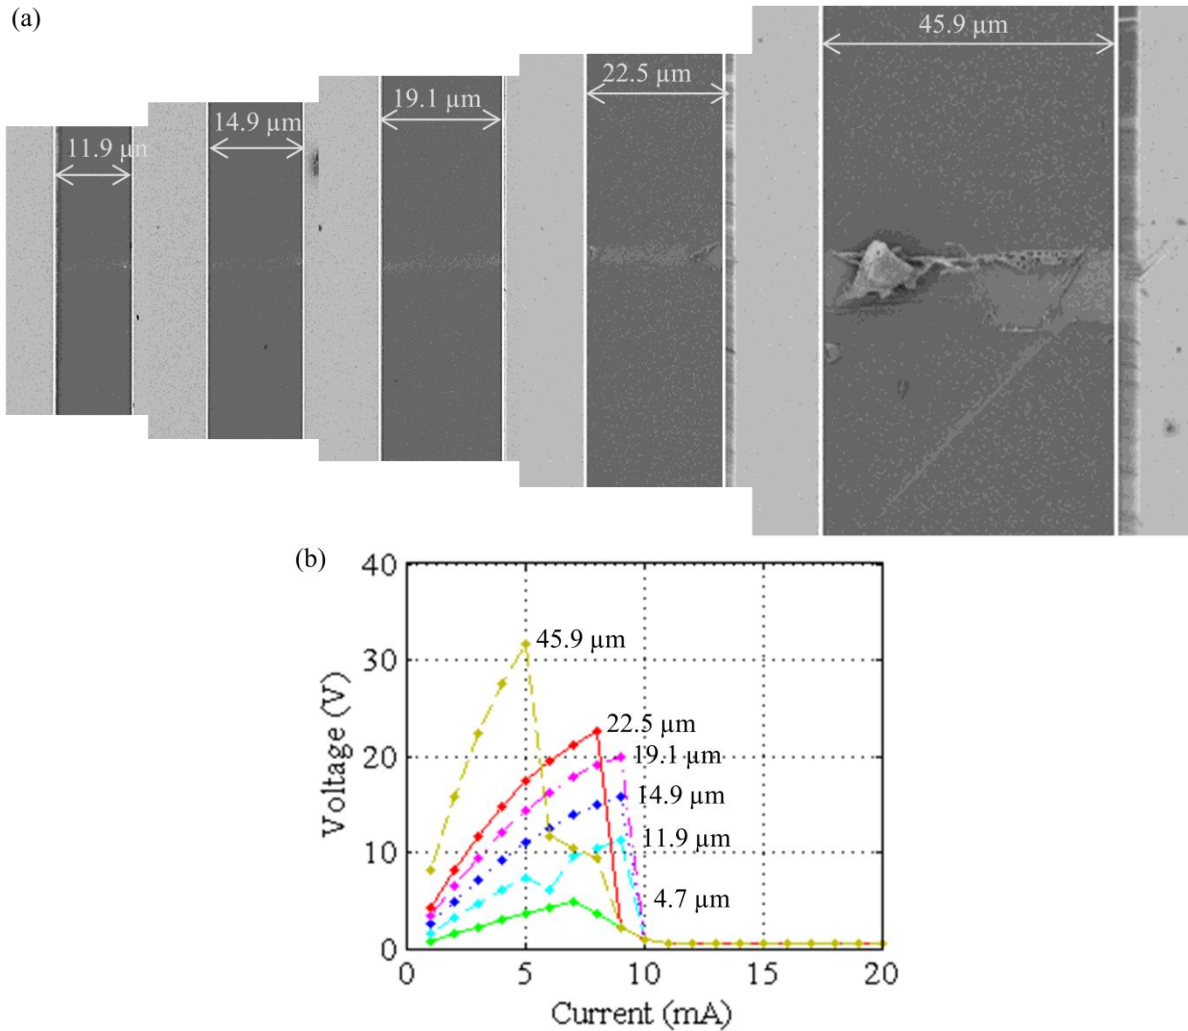 (a)
11.9 µm
14.9 µm
19.1 µm
22.5 µm
45.9 µm
(b)
40
30
20
10
0
Voltage (V)
45.9 µm
22.5 µm
19.1 µm
14.9 µm
11.9 µm
4.7 µm
0 5 10 15 20
Current (mA)